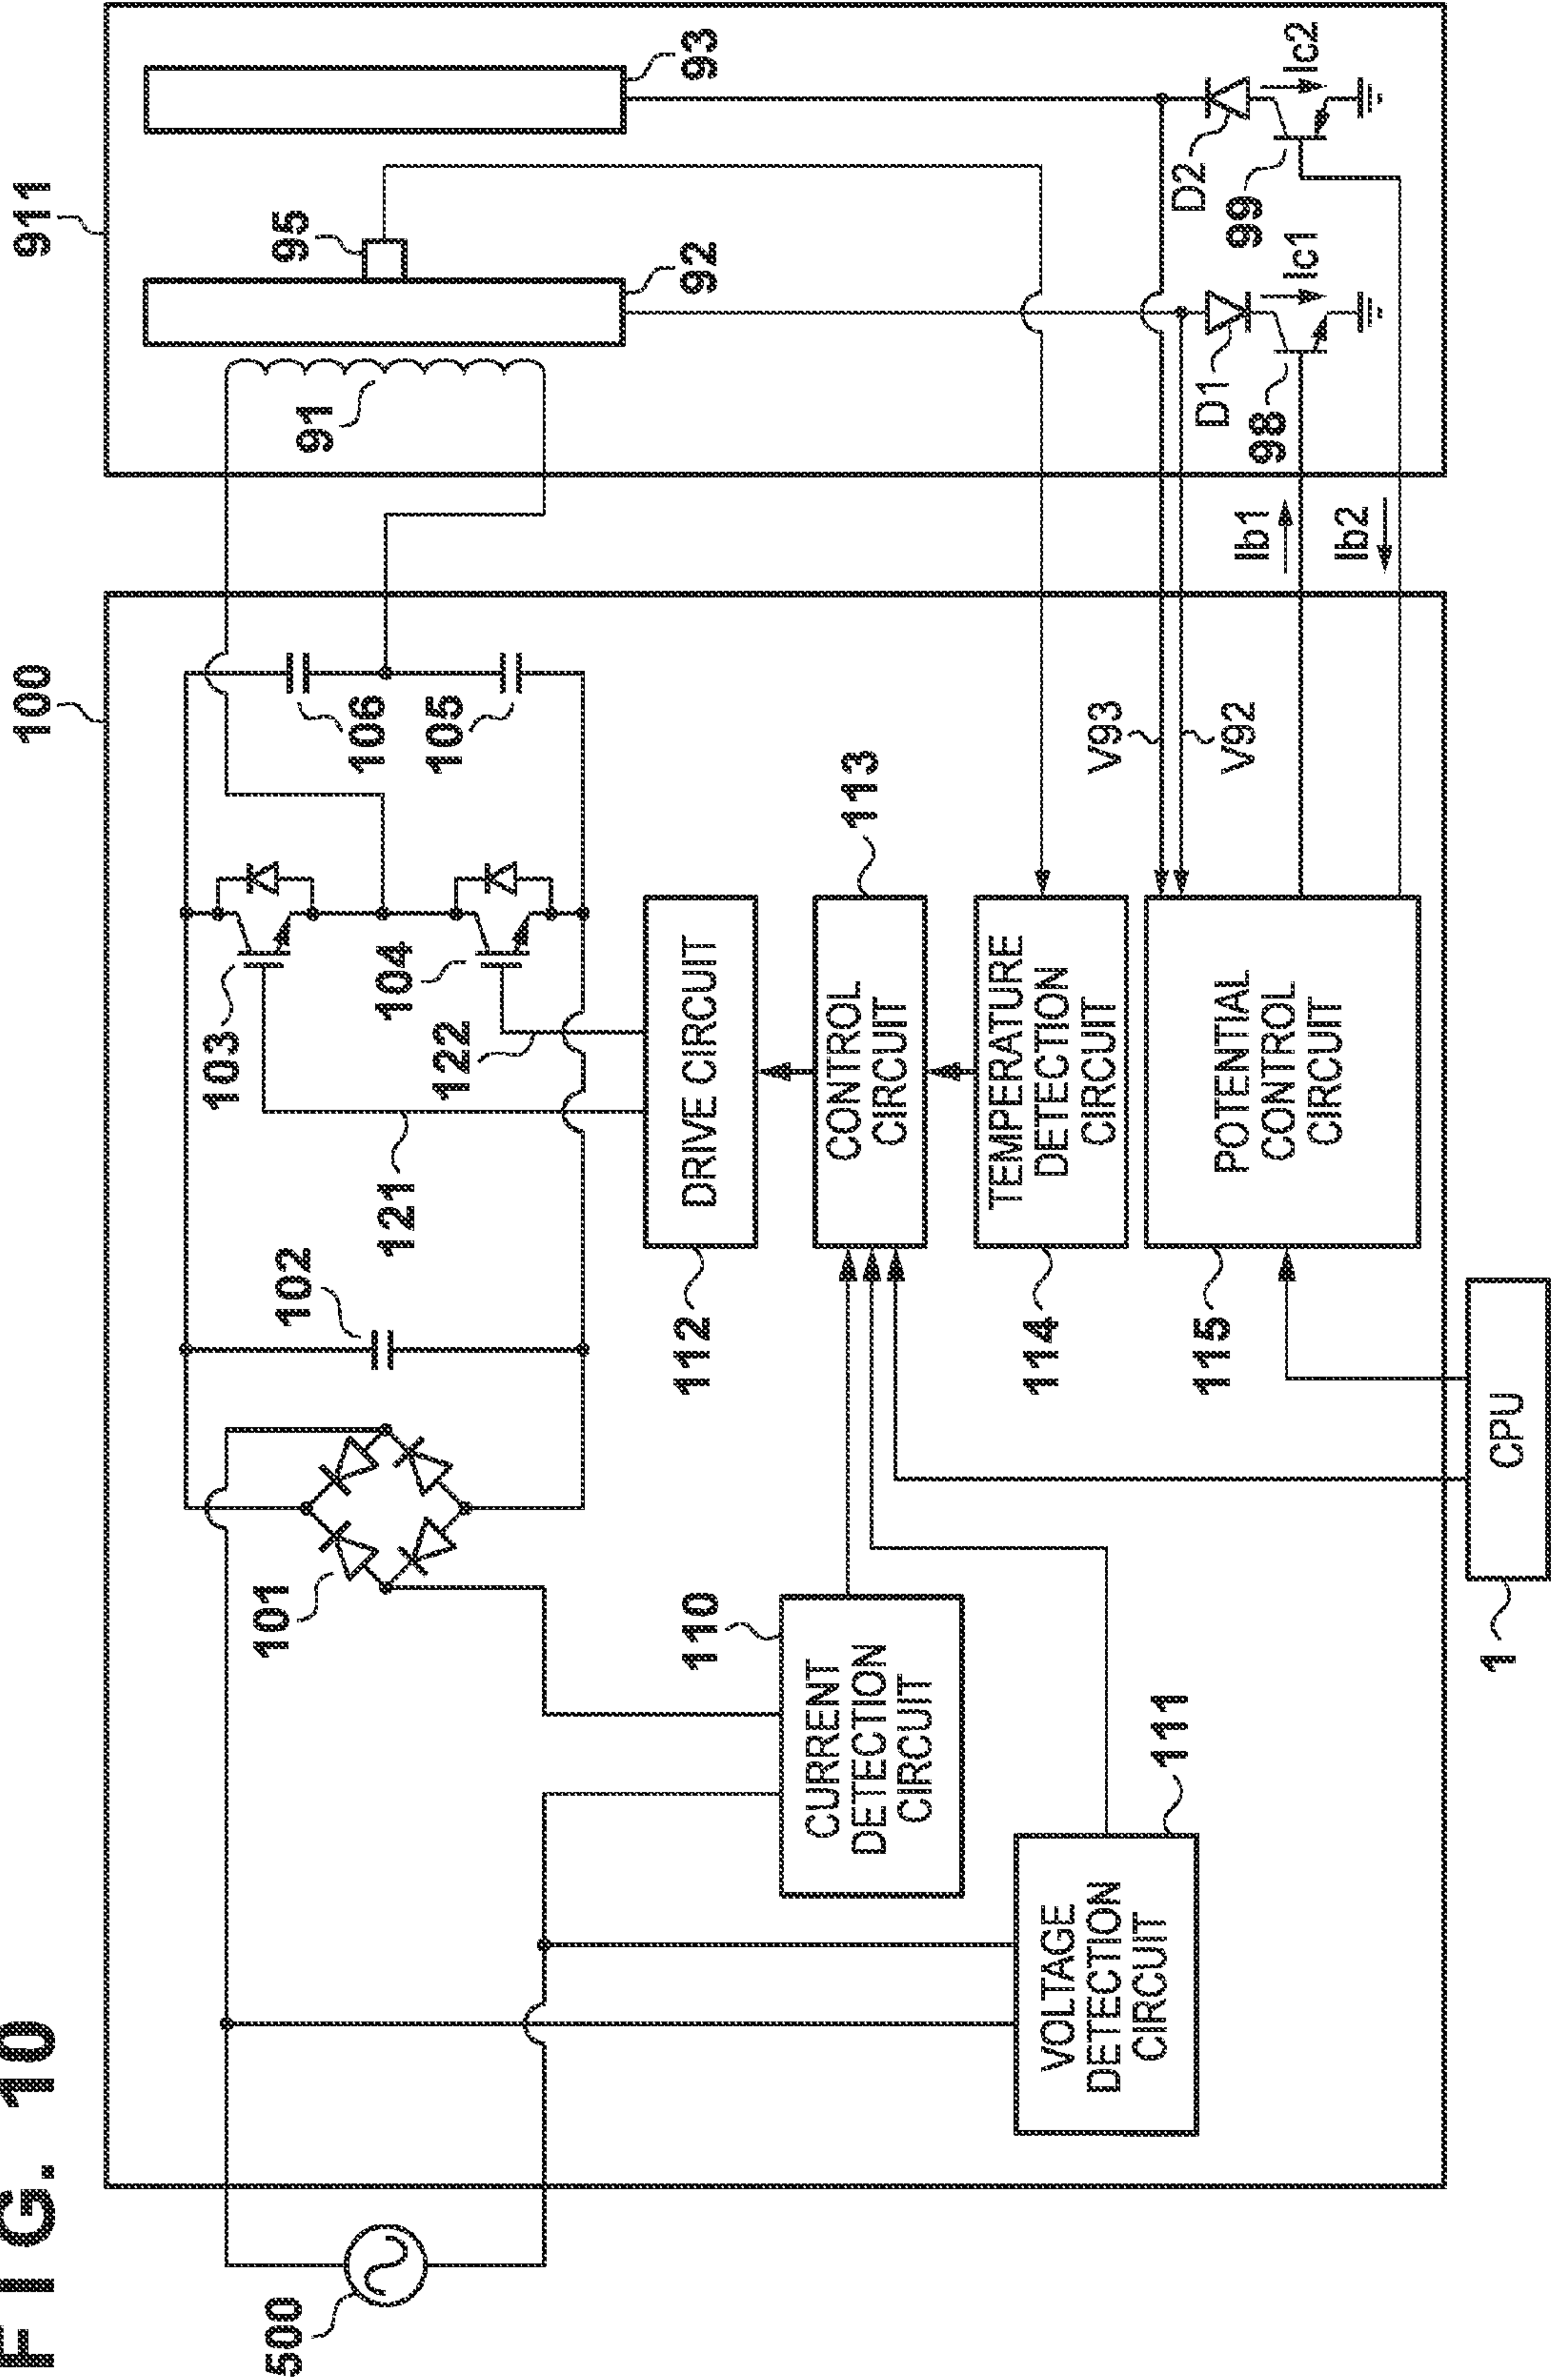 FIG. 10
100
911
500
101
102
103
104
121
122
106
105
91
95
92
93
110
CURRENT
DETECTION
CIRCUIT
111
VOLTAGE
DETECTION
CIRCUIT
112
DRIVE CIRCUIT
113
CONTROL
CIRCUIT
114
TEMPERATURE
DETECTION
CIRCUIT
115
POTENTIAL
CONTROL
CIRCUIT
V93
V92
Ib1
Ib2
D1
D2
98
99
Ic1
Ic2
CPU
1